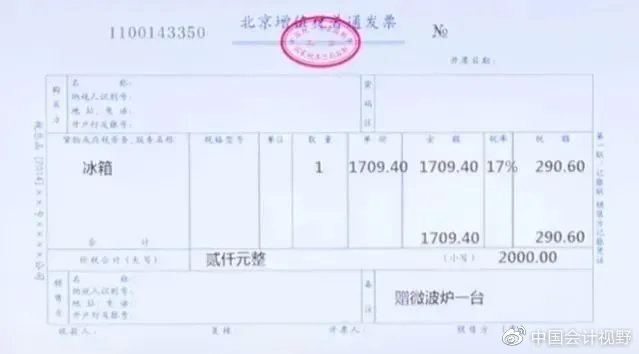 1100143350
北京增值税普通发票
№
开票日期:
购买方
名 称:
纳税人识别号:
地 址、电 话:
开户行及账号:
密码区
货物或应税劳务、服务名称 规格型号 单位 数量 单价 金额 税率 税额
冰箱 1 1709.40 1709.40 17% 290.60
合 计 1709.40 290.60
价税合计(大写) 贰仟元整 (小写) 2000.00
销售方
名 称:
纳税人识别号:
地 址、电 话:
开户行及账号:
备注
赠微波炉一台
收款人: 复核: 开票人: 销售方:(章)
第一联:记账联 销售方记账凭证
@中国会计视野